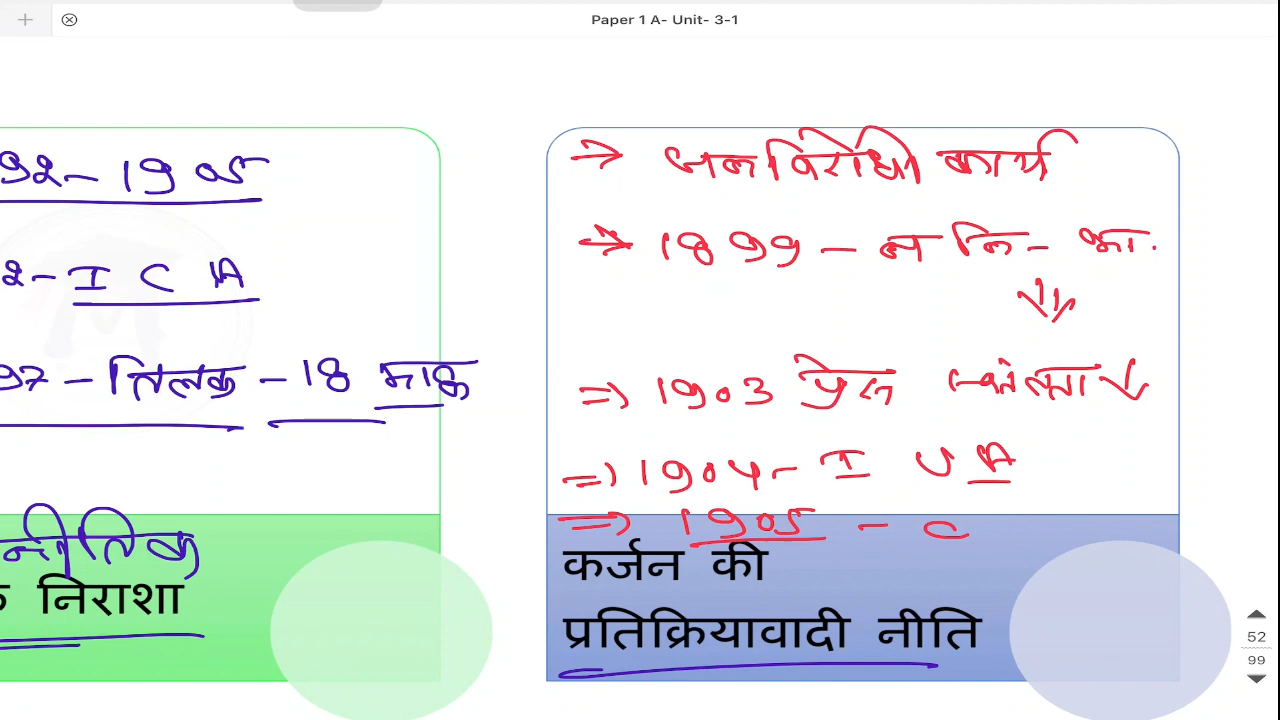 Paper 1 A- Unit- 3-1
92 - 1905
2 - I C A
97 - तिलक - 18 माह
नीतिक
क निराशा
→ जनविरोधी कार्य
→ 1899 -
⇒ 1903 प्रेस
⇒ 1904 - I U A
⇒ 1905 - C
कर्जन की
प्रतिक्रियावादी नीति
52
99